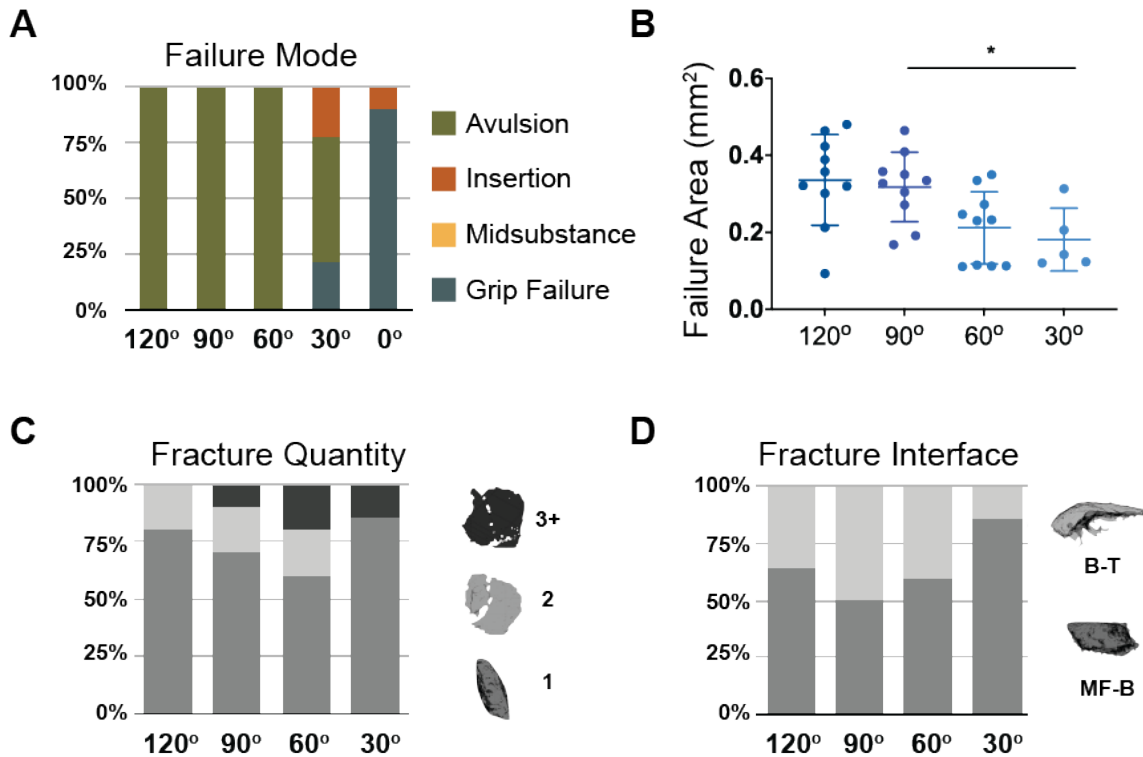 A
Failure Mode
100%
75%
50%
25%
0%
120º 90º 60º 30º 0º
Avulsion
Insertion
Midsubstance
Grip Failure
B
*
Failure Area (mm²)
0.6
0.4
0.2
0.0
120º 90º 60º 30º
C
Fracture Quantity
100%
75%
50%
25%
0%
120º 90º 60º 30º
3+
2
1
D
Fracture Interface
100%
75%
50%
25%
0%
120º 90º 60º 30º
B-T
MF-B